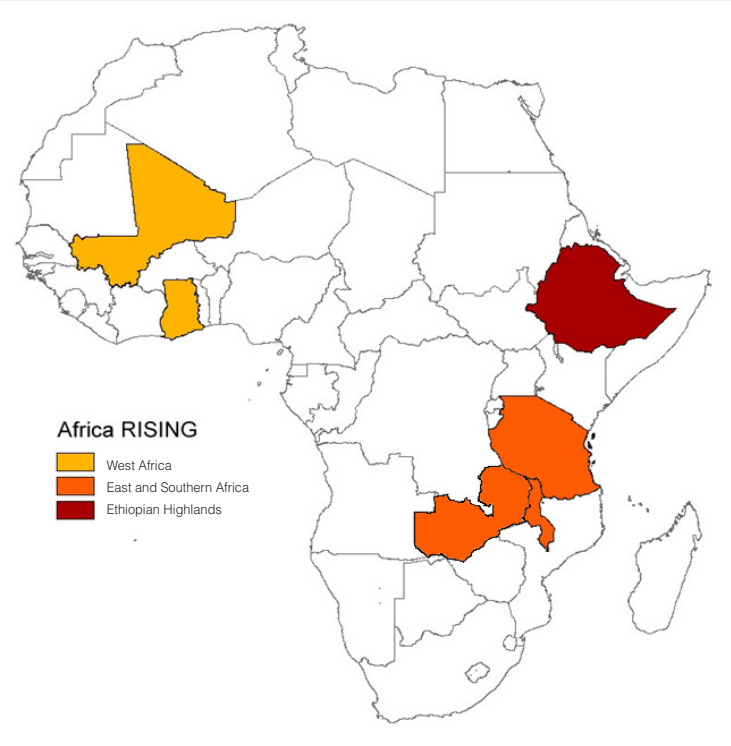 Africa RISING
West Africa
East and Southern Africa
Ethiopian Highlands